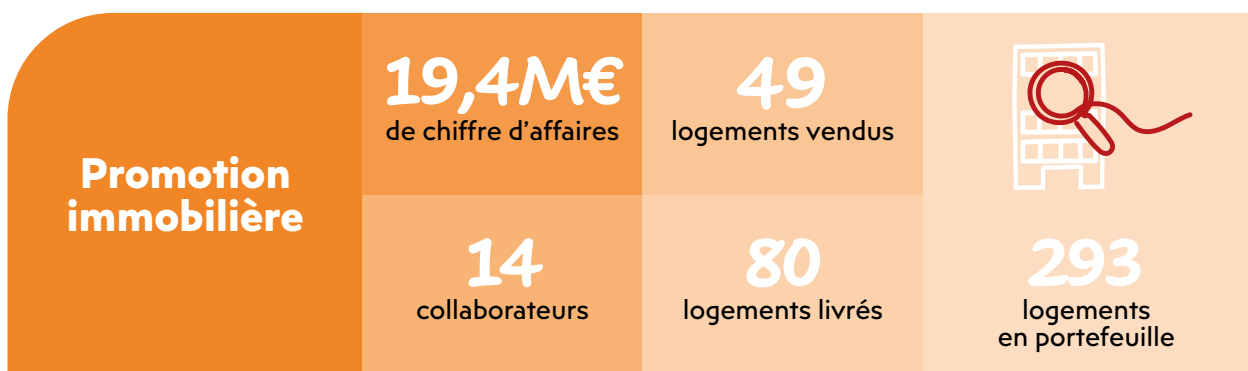 Promotion
immobilière
19,4M€
de chiffre d’affaires
49
logements vendus
14
collaborateurs
80
logements livrés
293
logements
en portefeuille